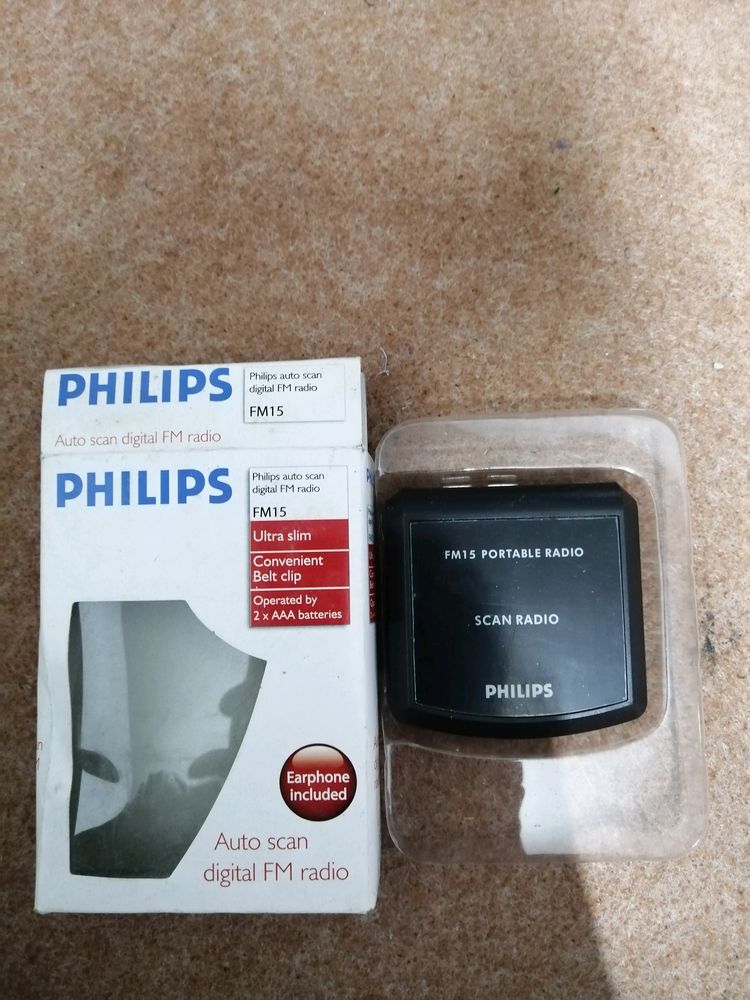 PHILIPS
Philips auto scan
digital FM radio
FM15
Auto scan digital FM radio
PHILIPS
Philips auto scan
digital FM radio
FM15
Ultra slim
Convenient
Belt clip
Operated by
2 x AAA batteries
Earphone
included
Auto scan
digital FM radio
FM15 PORTABLE RADIO
SCAN RADIO
PHILIPS